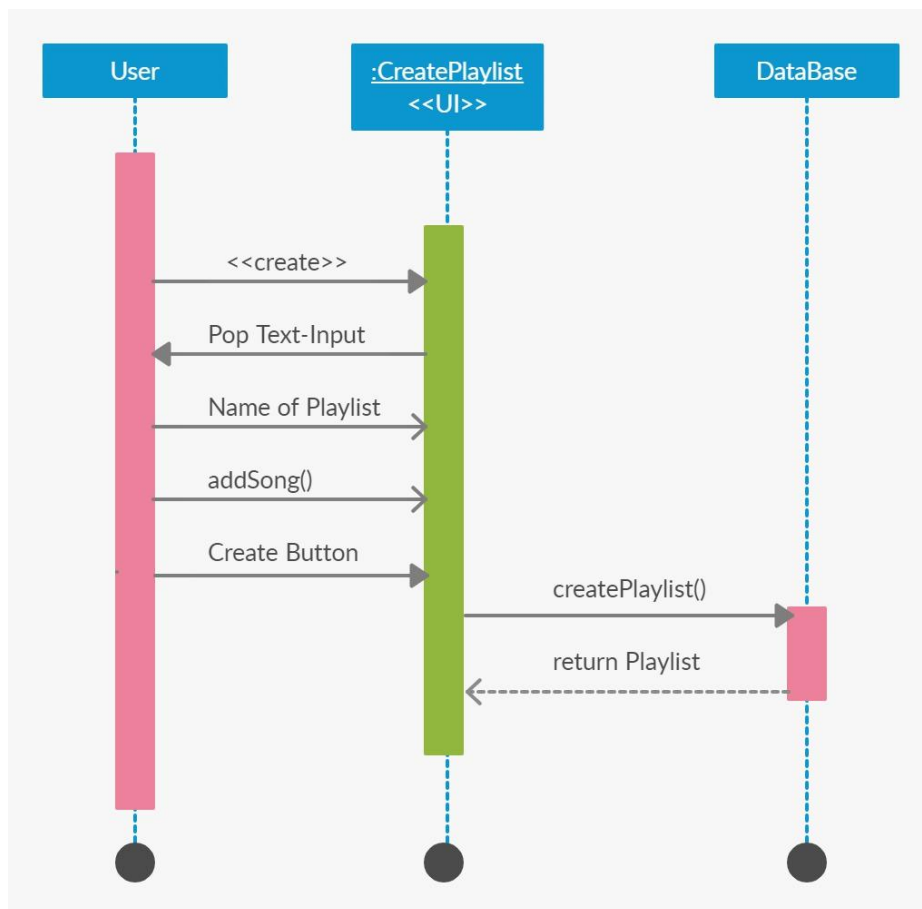 User
:CreatePlaylist
<<UI>>
DataBase
<<create>>
Pop Text-Input
Name of Playlist
addSong()
Create Button
createPlaylist()
return Playlist